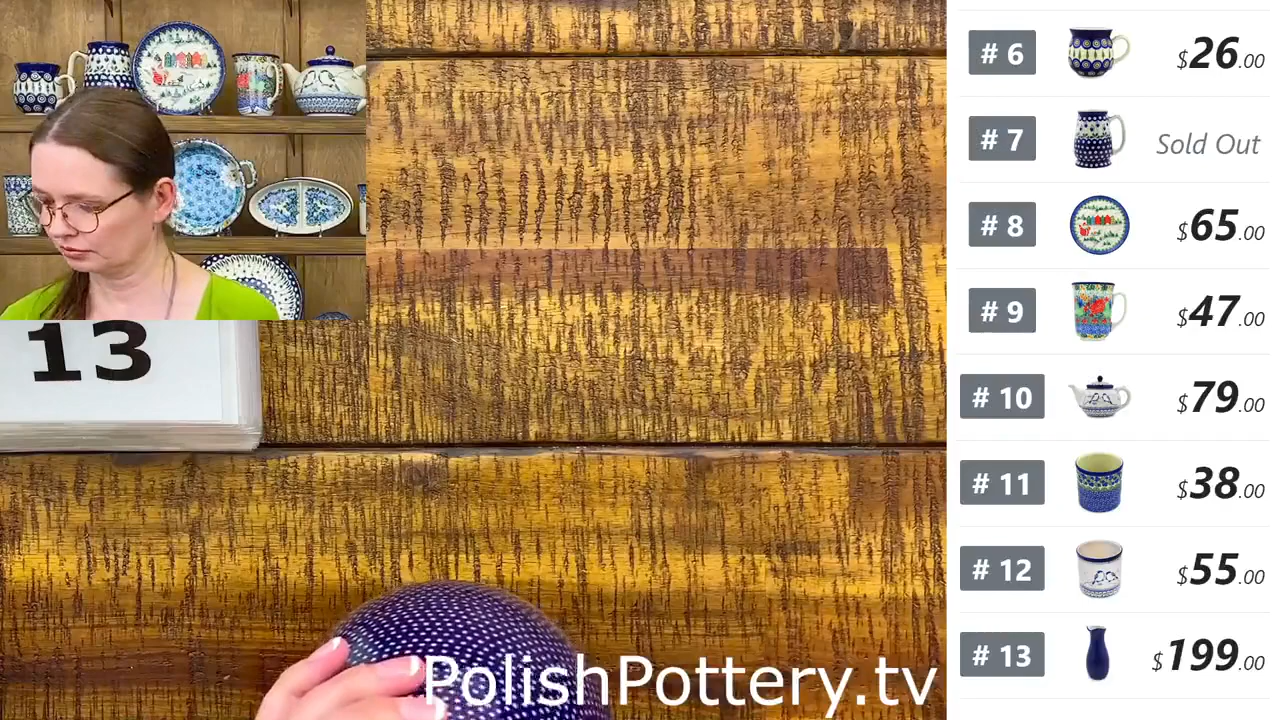 13
'PolishPottery.tv
# 6 $26.00
# 7 Sold Out
# 8 $65.00
# 9 $47.00
# 10 $79.00
# 11 $38.00
# 12 $55.00
# 13 $199.00